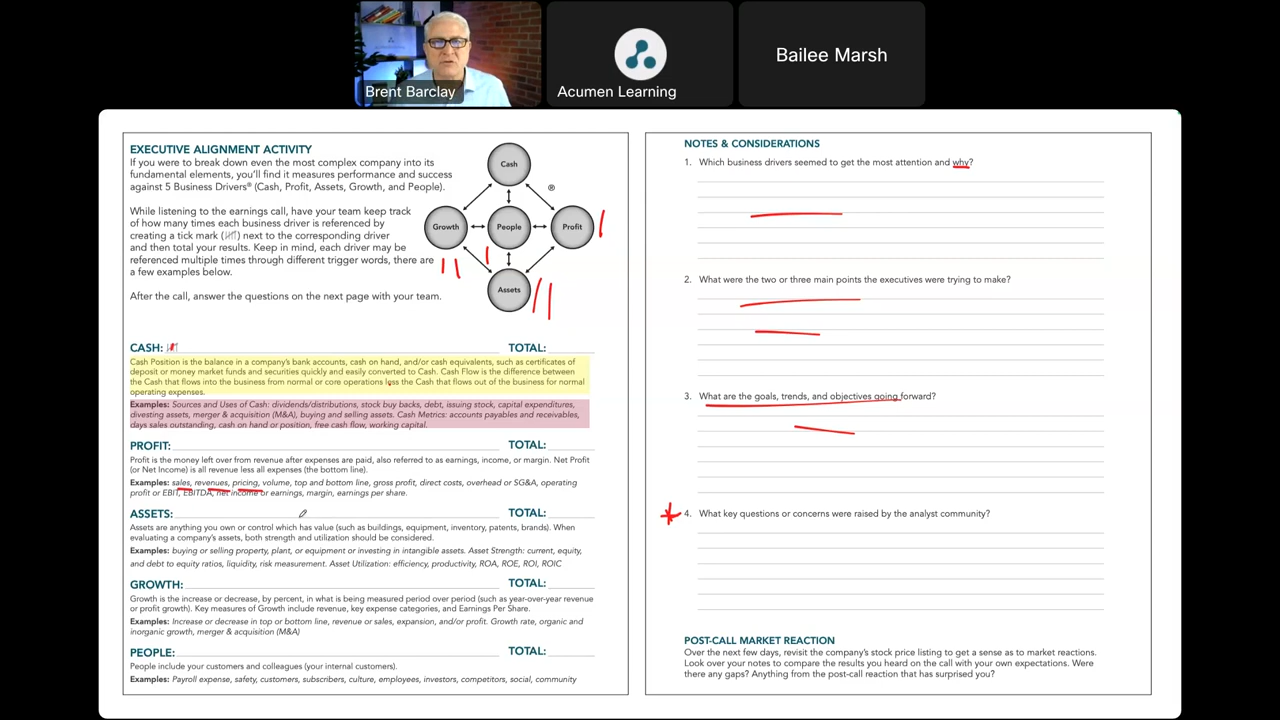 Brent Barclay
Acumen Learning
Bailee Marsh
EXECUTIVE ALIGNMENT ACTIVITY
If you were to break down even the most complex company into its
fundamental elements, you'll find it measures performance and success
against 5 Business Drivers® (Cash, Profit, Assets, Growth, and People).
While listening to the earnings call, have your team keep track
of how many times each business driver is referenced by
creating a tick mark ( ) next to the corresponding driver
and then total your results. Keep in mind, each driver may be
referenced multiple times through different trigger words, there are
a few examples below.
After the call, answer the questions on the next page with your team.
Cash
®
Growth
People
Profit
Assets
CASH: TOTAL:
Cash Position is the balance in a company's bank accounts, cash on hand, and/or cash equivalents, such as certificates of
deposit or money market funds and securities quickly and easily converted to Cash. Cash Flow is the difference between
the Cash that flows into the business from normal or core operations less the Cash that flows out of the business for normal
operating expenses.
Examples: Sources and Uses of Cash: dividends/distributions, stock buy backs, debt, issuing stock, capital expenditures,
divesting assets, merger & acquisition (M&A), buying and selling assets. Cash Metrics: accounts payables and receivables,
days sales outstanding, cash on hand or position, free cash flow, working capital.
PROFIT: TOTAL:
Profit is the money left over from revenue after expenses are paid, also referred to as earnings, income, or margin. Net Profit
(or Net Income) is all revenue less all expenses (the bottom line).
Examples: sales, revenues, pricing, volume, top and bottom line, gross profit, direct costs, overhead or SG&A, operating
profit or EBIT, EBITDA, net income or earnings, margin, earnings per share.
ASSETS: TOTAL:
Assets are anything you own or control which has value (such as buildings, equipment, inventory, patents, brands). When
evaluating a company's assets, both strength and utilization should be considered.
Examples: buying or selling property, plant, or equipment or investing in intangible assets. Asset Strength: current, equity,
and debt to equity ratios, liquidity, risk measurement. Asset Utilization: efficiency, productivity, ROA, ROE, ROI, ROIC
GROWTH: TOTAL:
Growth is the increase or decrease, by percent, in what is being measured period over period (such as year-over-year revenue
or profit growth). Key measures of Growth include revenue, key expense categories, and Earnings Per Share.
Examples: Increase or decrease in top or bottom line, revenue or sales, expansion, and/or profit. Growth rate, organic and
inorganic growth, merger & acquisition (M&A)
PEOPLE: TOTAL:
People include your customers and colleagues (your internal customers).
Examples: Payroll expense, safety, customers, subscribers, culture, employees, investors, competitors, social, community
NOTES & CONSIDERATIONS
1. Which business drivers seemed to get the most attention and why?
2. What were the two or three main points the executives were trying to make?
3. What are the goals, trends, and objectives going forward?
4. What key questions or concerns were raised by the analyst community?
POST-CALL MARKET REACTION
Over the next few days, revisit the company's stock price listing to get a sense as to market reactions.
Look over your notes to compare the results you heard on the call with your own expectations. Were
there any gaps? Anything from the post-call reaction that has surprised you?